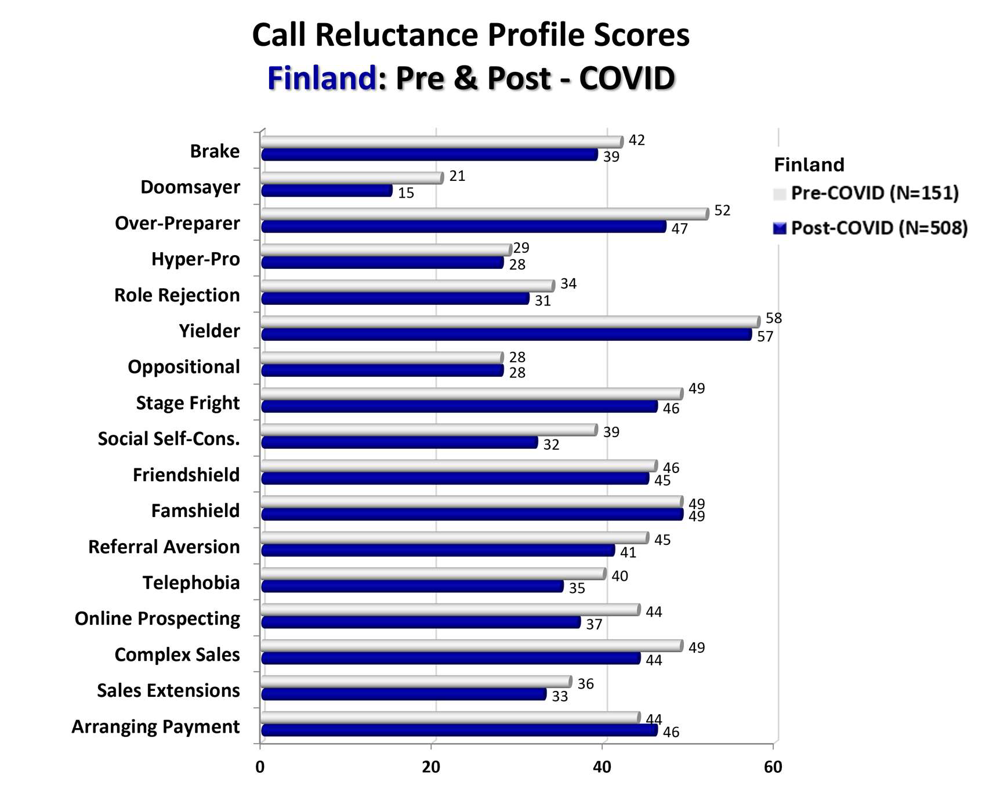 Call Reluctance Profile Scores
Finland: Pre & Post - COVID
Finland
Pre-COVID (N=151)
Post-COVID (N=508)
Brake
42
39
Doomsayer
21
15
Over-Preparer
52
47
Hyper-Pro
29
28
Role Rejection
34
31
Yielder
58
57
Oppositional
28
28
Stage Fright
49
46
Social Self-Cons.
39
32
Friendshield
46
45
Famshield
49
49
Referral Aversion
45
41
Telephobia
40
35
Online Prospecting
44
37
Complex Sales
49
44
Sales Extensions
36
33
Arranging Payment
44
46
0 20 40 60